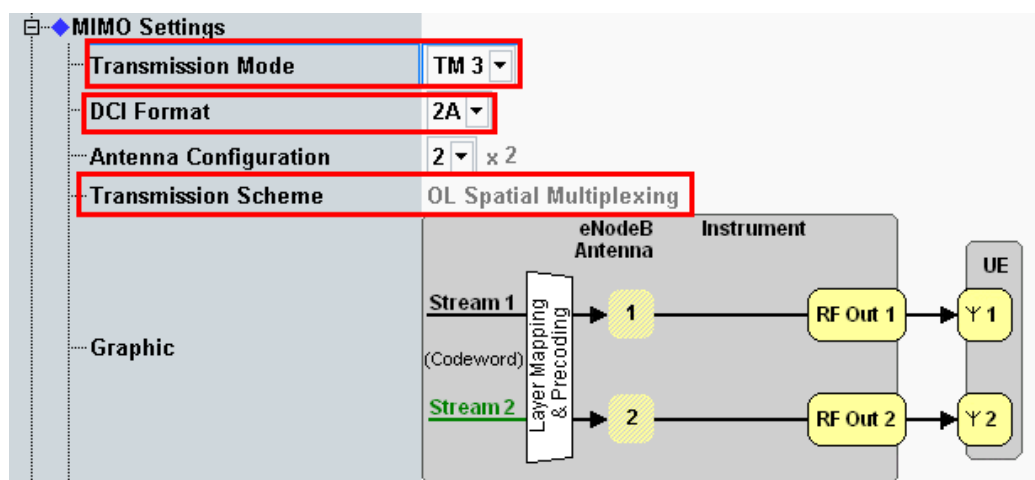 MIMO Settings
Transmission Mode TM 3
DCI Format 2A
Antenna Configuration 2 x 2
Transmission Scheme OL Spatial Multiplexing
Graphic
eNodeB Antenna
Instrument
UE
Stream 1
(Codeword)
Stream 2
Layer Mapping
& Precoding
1
RF Out 1
1
2
RF Out 2
2